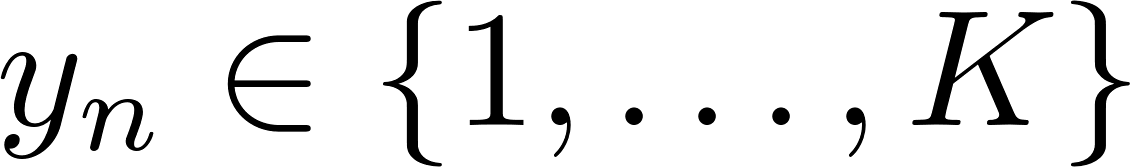 yₙ ∈ {1, . . . , K}